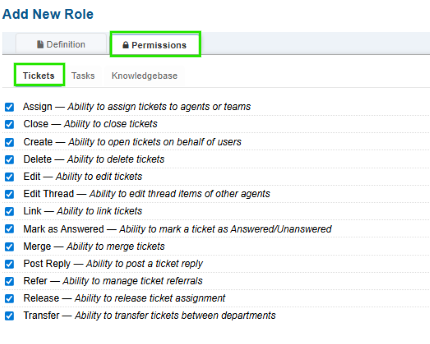 Add New Role
Definition
Permissions
Tickets
Tasks
Knowledgebase
Assign — Ability to assign tickets to agents or teams
Close — Ability to close tickets
Create — Ability to open tickets on behalf of users
Delete — Ability to delete tickets
Edit — Ability to edit tickets
Edit Thread — Ability to edit thread items of other agents
Link — Ability to link tickets
Mark as Answered — Ability to mark a ticket as Answered/Unanswered
Merge — Ability to merge tickets
Post Reply — Ability to post a ticket reply
Refer — Ability to manage ticket referrals
Release — Ability to release ticket assignment
Transfer — Ability to transfer tickets between departments